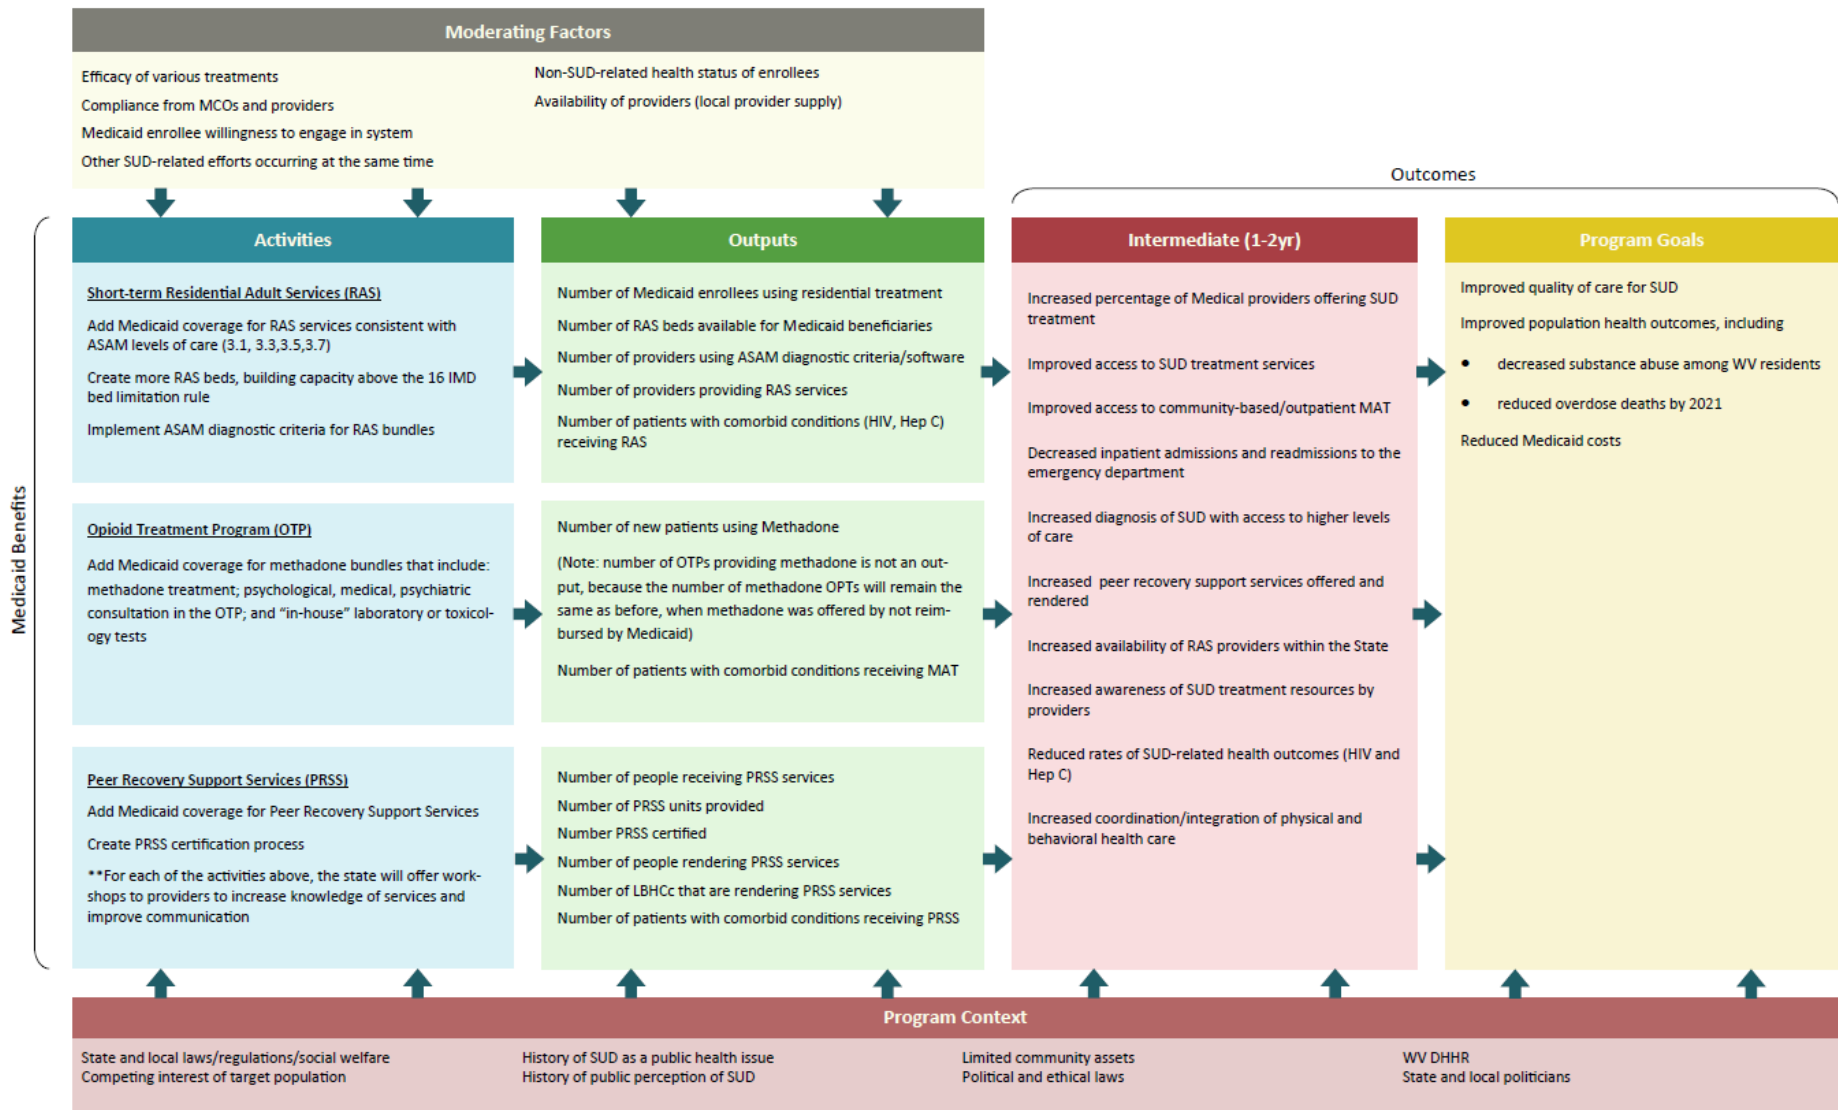 Moderating Factors
Efficacy of various treatments
Compliance from MCOs and providers
Medicaid enrollee willingness to engage in system
Other SUD-related efforts occurring at the same time
Non-SUD-related health status of enrollees
Availability of providers (local provider supply)
Outcomes
Medicaid Benefits
Activities
Short-term Residential Adult Services (RAS)
Add Medicaid coverage for RAS services consistent with
ASAM levels of care (3.1, 3.3,3.5,3.7)
Create more RAS beds, building capacity above the 16 IMD
bed limitation rule
Implement ASAM diagnostic criteria for RAS bundles
Opioid Treatment Program (OTP)
Add Medicaid coverage for methadone bundles that include:
methadone treatment; psychological, medical, psychiatric
consultation in the OTP; and “in-house” laboratory or toxicol-
ogy tests
Peer Recovery Support Services (PRSS)
Add Medicaid coverage for Peer Recovery Support Services
Create PRSS certification process
**For each of the activities above, the state will offer work-
shops to providers to increase knowledge of services and
improve communication
Outputs
Number of Medicaid enrollees using residential treatment
Number of RAS beds available for Medicaid beneficiaries
Number of providers using ASAM diagnostic criteria/software
Number of providers providing RAS services
Number of patients with comorbid conditions (HIV, Hep C)
receiving RAS
Number of new patients using Methadone
(Note: number of OTPs providing methadone is not an out-
put, because the number of methadone OPTs will remain the
same as before, when methadone was offered by not reim-
bursed by Medicaid)
Number of patients with comorbid conditions receiving MAT
Number of people receiving PRSS services
Number of PRSS units provided
Number PRSS certified
Number of people rendering PRSS services
Number of LBHCc that are rendering PRSS services
Number of patients with comorbid conditions receiving PRSS
Intermediate (1-2yr)
Increased percentage of Medical providers offering SUD
treatment
Improved access to SUD treatment services
Improved access to community-based/outpatient MAT
Decreased inpatient admissions and readmissions to the
emergency department
Increased diagnosis of SUD with access to higher levels
of care
Increased peer recovery support services offered and
rendered
Increased availability of RAS providers within the State
Increased awareness of SUD treatment resources by
providers
Reduced rates of SUD-related health outcomes (HIV and
Hep C)
Increased coordination/integration of physical and
behavioral health care
Program Goals
Improved quality of care for SUD
Improved population health outcomes, including
• decreased substance abuse among WV residents
• reduced overdose deaths by 2021
Reduced Medicaid costs
Program Context
State and local laws/regulations/social welfare
Competing interest of target population
History of SUD as a public health issue
History of public perception of SUD
Limited community assets
Political and ethical laws
WV DHHR
State and local politicians